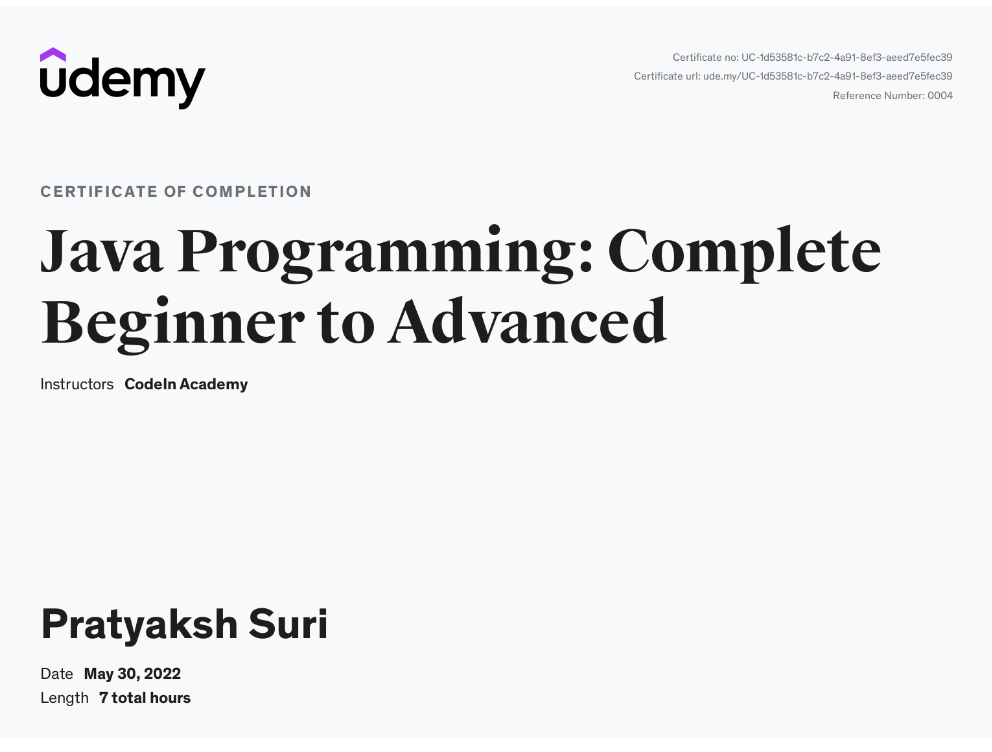 udemy
Certificate no: UC-1d53581c-b7c2-4a91-8ef3-aeed7e5fec39
Certificate url: ude.my/UC-1d53581c-b7c2-4a91-8ef3-aeed7e5fec39
Reference Number: 0004
CERTIFICATE OF COMPLETION
Java Programming: Complete
Beginner to Advanced
Instructors CodeIn Academy
Pratyaksh Suri
Date May 30, 2022
Length 7 total hours